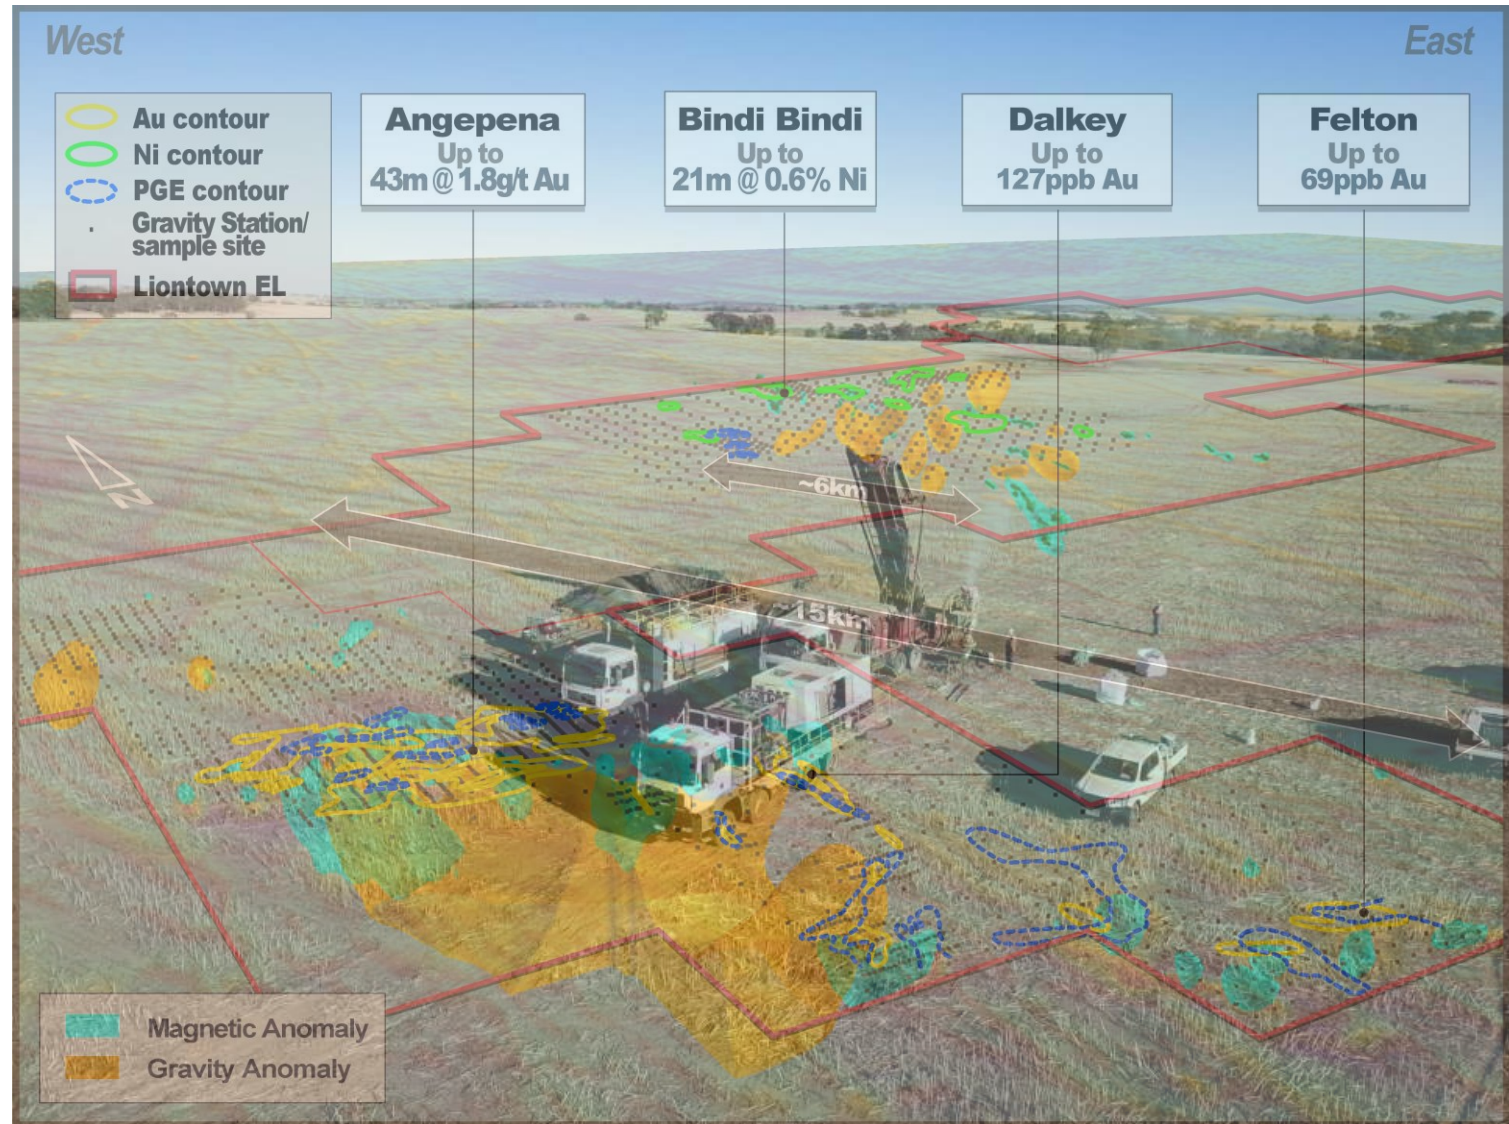 West
East
Au contour
Ni contour
PGE contour
Gravity Station/
sample site
Liontown EL
Angepena
Up to
43m @ 1.8g/t Au
Bindi Bindi
Up to
21m @ 0.6% Ni
Dalkey
Up to
127ppb Au
Felton
Up to
69ppb Au
N
~6km
~15km
Magnetic Anomaly
Gravity Anomaly